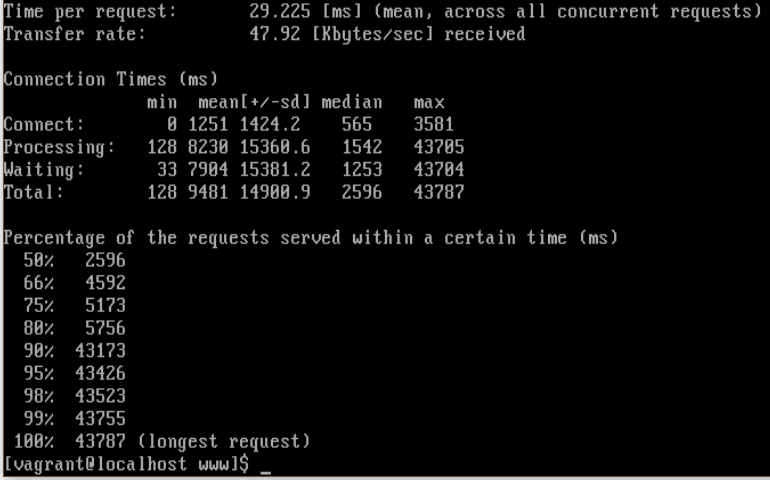 Time per request: 29.225 [ms] (mean, across all concurrent requests)
Transfer rate: 47.92 [Kbytes/sec] received
Connection Times (ms)
min mean[+/-sd] median max
Connect: 0 1251 1424.2 565 3581
Processing: 128 8230 15360.6 1542 43705
Waiting: 33 7904 15381.2 1253 43704
Total: 128 9481 14900.9 2596 43787
Percentage of the requests served within a certain time (ms)
50% 2596
66% 4592
75% 5173
80% 5756
90% 43173
95% 43426
98% 43523
99% 43755
100% 43787 (longest request)
[vagrant@localhost www]$ _